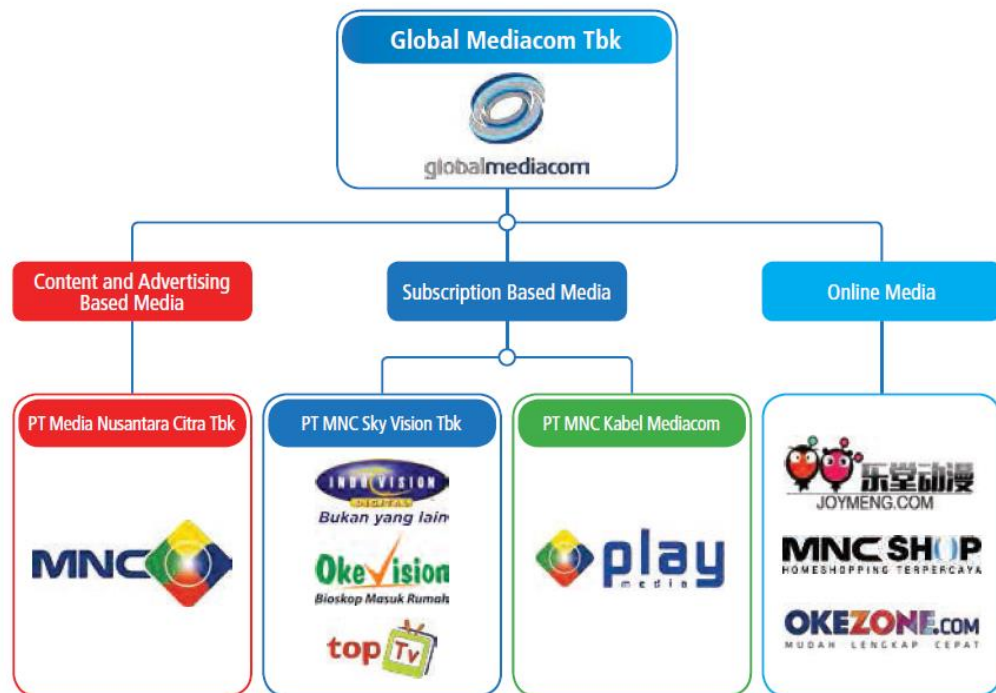 Global Mediacom Tbk
globalmediacom
Content and Advertising
Based Media
Subscription Based Media
Online Media
PT Media Nusantara Citra Tbk
MNC
PT MNC Sky Vision Tbk
INDOVISION
DIGITAL
Bukan yang lain
OkeVision
Bioskop Masuk Rumah
top Tv
PT MNC Kabel Mediacom
play
media
乐堂动漫
JOYMENG.COM
MNC SHOP
HOMESHOPPING TERPERCAYA
OKEZONE.COM
MUDAH LENGKAP CEPAT